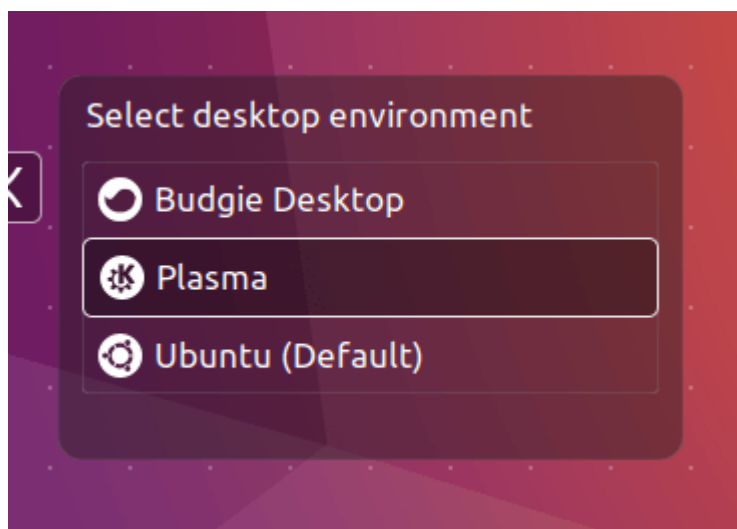 Select desktop environment
Budgie Desktop
Plasma
Ubuntu (Default)